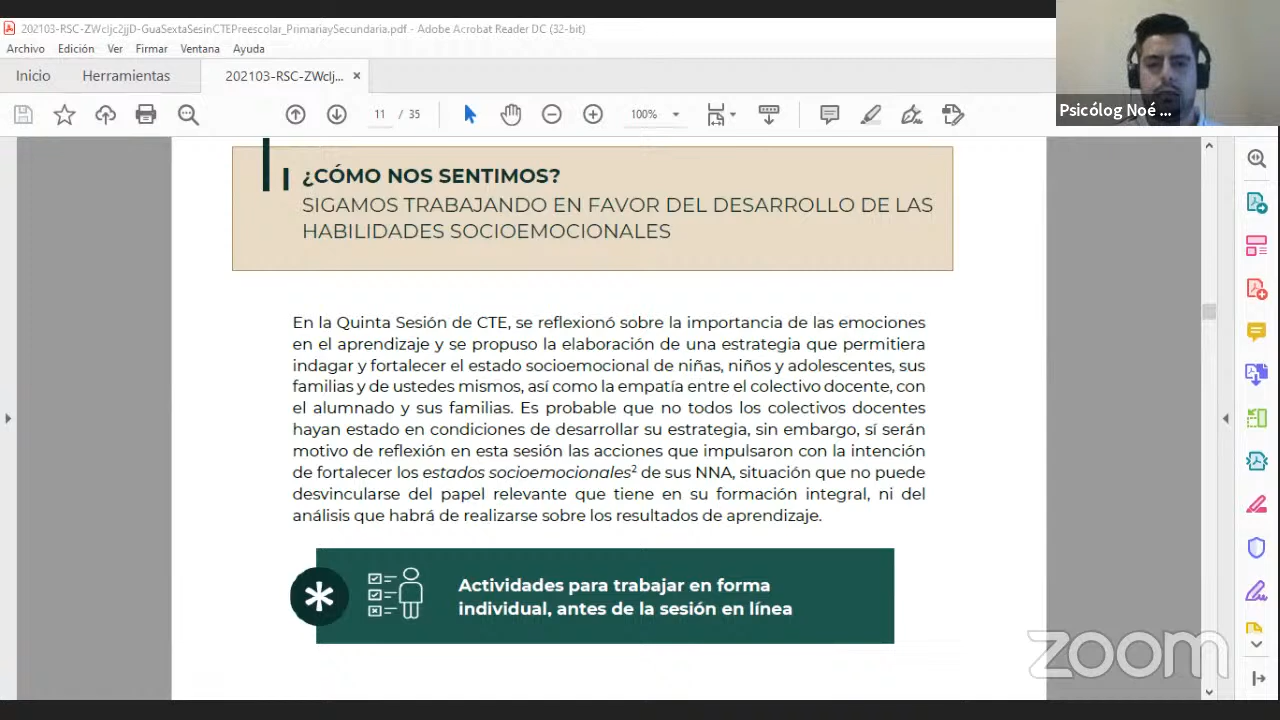 202103-RSC-ZWcIjc2jjD-GuaSextaSesinCTEPreescolar_PrimariaySecundaria.pdf - Adobe Acrobat Reader DC (32-bit)
Archivo Edición Ver Firmar Ventana Ayuda
Inicio Herramientas 202103-RSC-ZWcIj... ×
11 / 35 100%
Psicólog Noé ...
¿CÓMO NOS SENTIMOS?
SIGAMOS TRABAJANDO EN FAVOR DEL DESARROLLO DE LAS
HABILIDADES SOCIOEMOCIONALES
En la Quinta Sesión de CTE, se reflexionó sobre la importancia de las emociones
en el aprendizaje y se propuso la elaboración de una estrategia que permitiera
indagar y fortalecer el estado socioemocional de niñas, niños y adolescentes, sus
familias y de ustedes mismos, así como la empatía entre el colectivo docente, con
el alumnado y sus familias. Es probable que no todos los colectivos docentes
hayan estado en condiciones de desarrollar su estrategia, sin embargo, sí serán
motivo de reflexión en esta sesión las acciones que impulsaron con la intención
de fortalecer los estados socioemocionales² de sus NNA, situación que no puede
desvincularse del papel relevante que tiene en su formación integral, ni del
análisis que habrá de realizarse sobre los resultados de aprendizaje.
Actividades para trabajar en forma
individual, antes de la sesión en línea
zoom